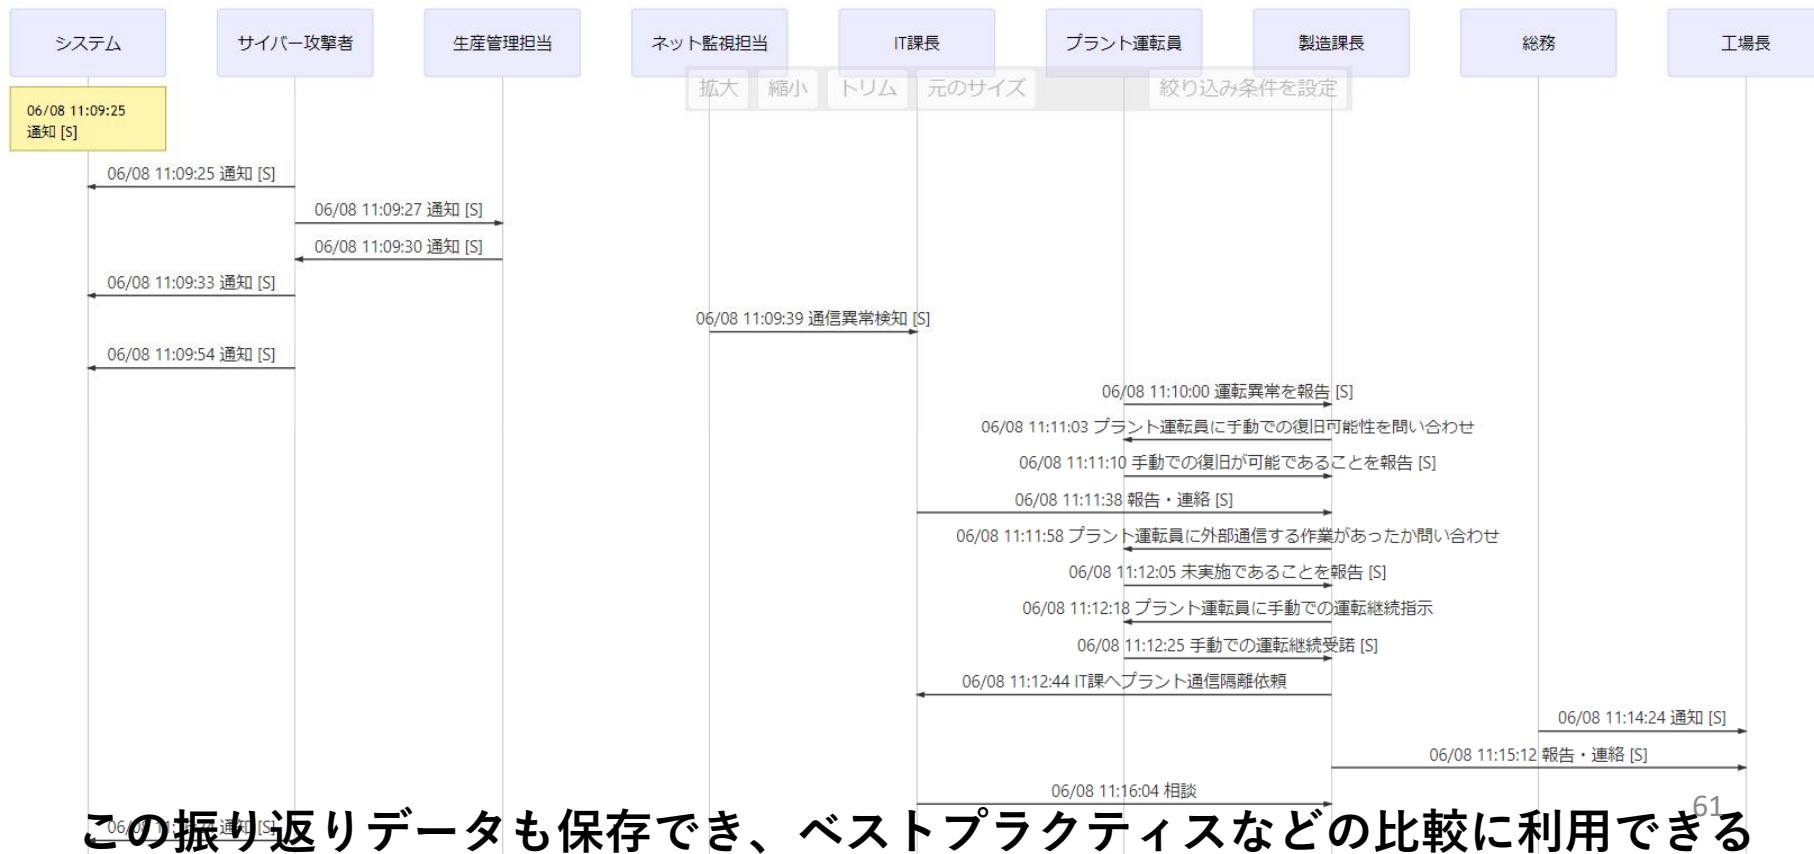 システム
サイバー攻撃者
生産管理担当
ネット監視担当
IT課長
プラント運転員
製造課長
総務
工場長
拡大
縮小
トリム
元のサイズ
絞り込み条件を設定
06/08 11:09:25
通知 [S]
06/08 11:09:25 通知 [S]
06/08 11:09:27 通知 [S]
06/08 11:09:30 通知 [S]
06/08 11:09:33 通知 [S]
06/08 11:09:39 通信異常検知 [S]
06/08 11:09:54 通知 [S]
06/08 11:10:00 運転異常を報告 [S]
06/08 11:11:03 プラント運転員に手動での復旧可能性を問い合わせ
06/08 11:11:10 手動での復旧が可能であることを報告 [S]
06/08 11:11:38 報告・連絡 [S]
06/08 11:11:58 プラント運転員に外部通信する作業があったか問い合わせ
06/08 11:12:05 未実施であることを報告 [S]
06/08 11:12:18 プラント運転員に手動での運転継続指示
06/08 11:12:25 手動での運転継続受諾 [S]
06/08 11:12:44 IT課へプラント通信隔離依頼
06/08 11:14:24 通知 [S]
06/08 11:15:12 報告・連絡 [S]
06/08 11:16:04 相談
61
06/08 通知 [S]
この振り返りデータも保存でき、ベストプラクティスなどの比較に利用できる